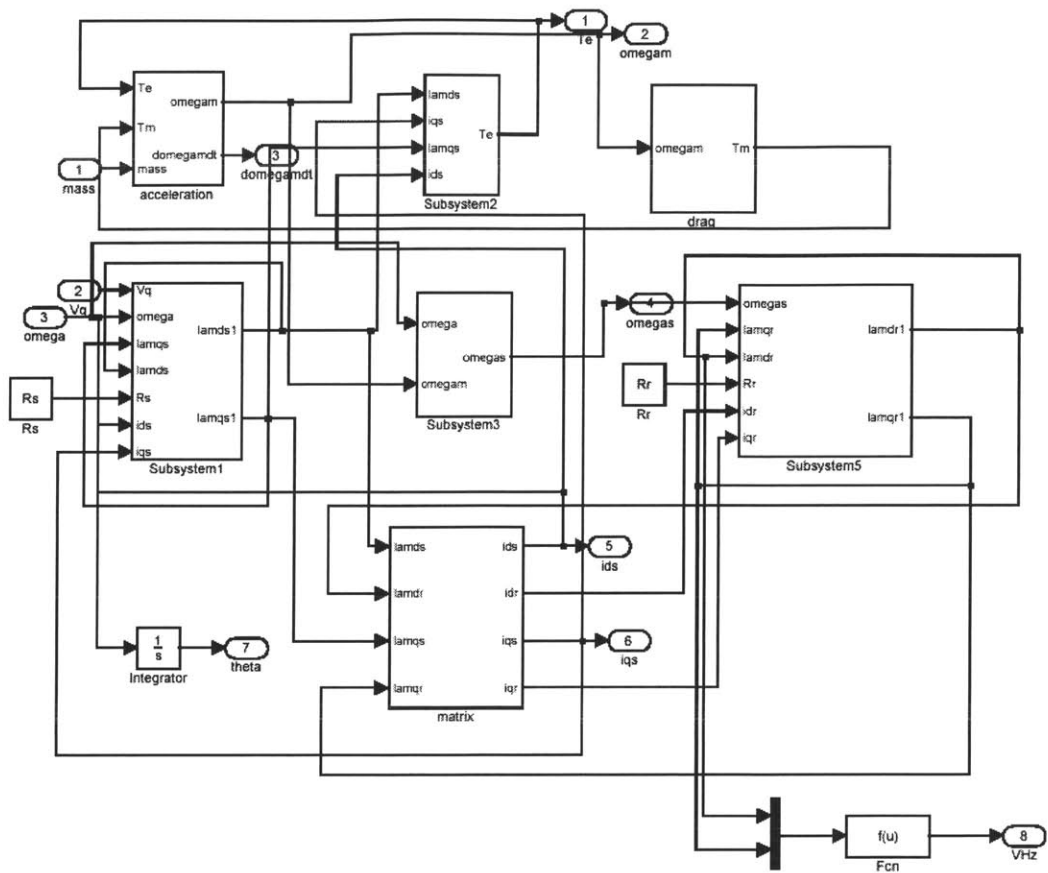 1
Te
2
omegam
Te
omegam
Tm
domegamdt
mass
acceleration
1
mass
3
domegamdt
lamds
iqs
lamqs
ids
Te
Subsystem2
omegam
Tm
drag
2
Vq
3
omega
Vq
omega
lamqs
lamds
Rs
ids
iqs
lamds1
lamqs1
Subsystem1
Rs
Rs
omega
omegam
omegas
Subsystem3
4
omegas
Rr
Rr
omegas
lamqr
lamdr
Rr
idr
iqr
lamdr1
lamqr1
Subsystem5
lamds
lamdr
lamqs
lamqr
ids
idr
iqs
iqr
matrix
5
ids
6
iqs
1
s
Integrator
7
theta
f(u)
Fcn
8
VHz